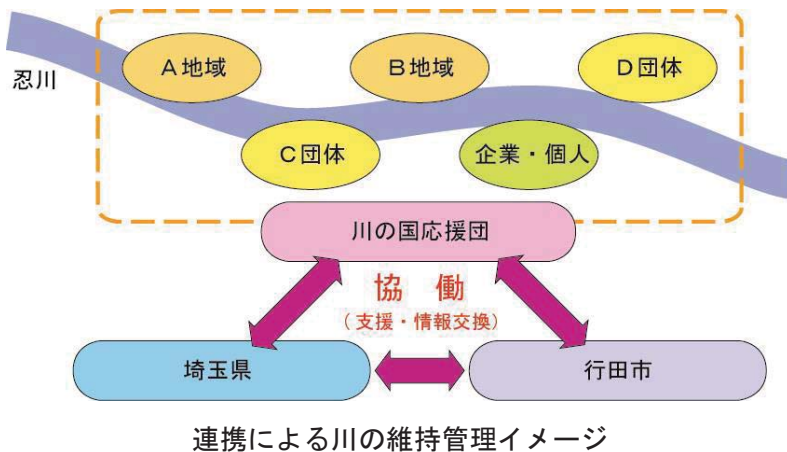 忍川
A地域
B地域
D団体
C団体
企業・個人
川の国応援団
協 働
(支援・情報交換)
埼玉県
行田市
連携による川の維持管理イメージ